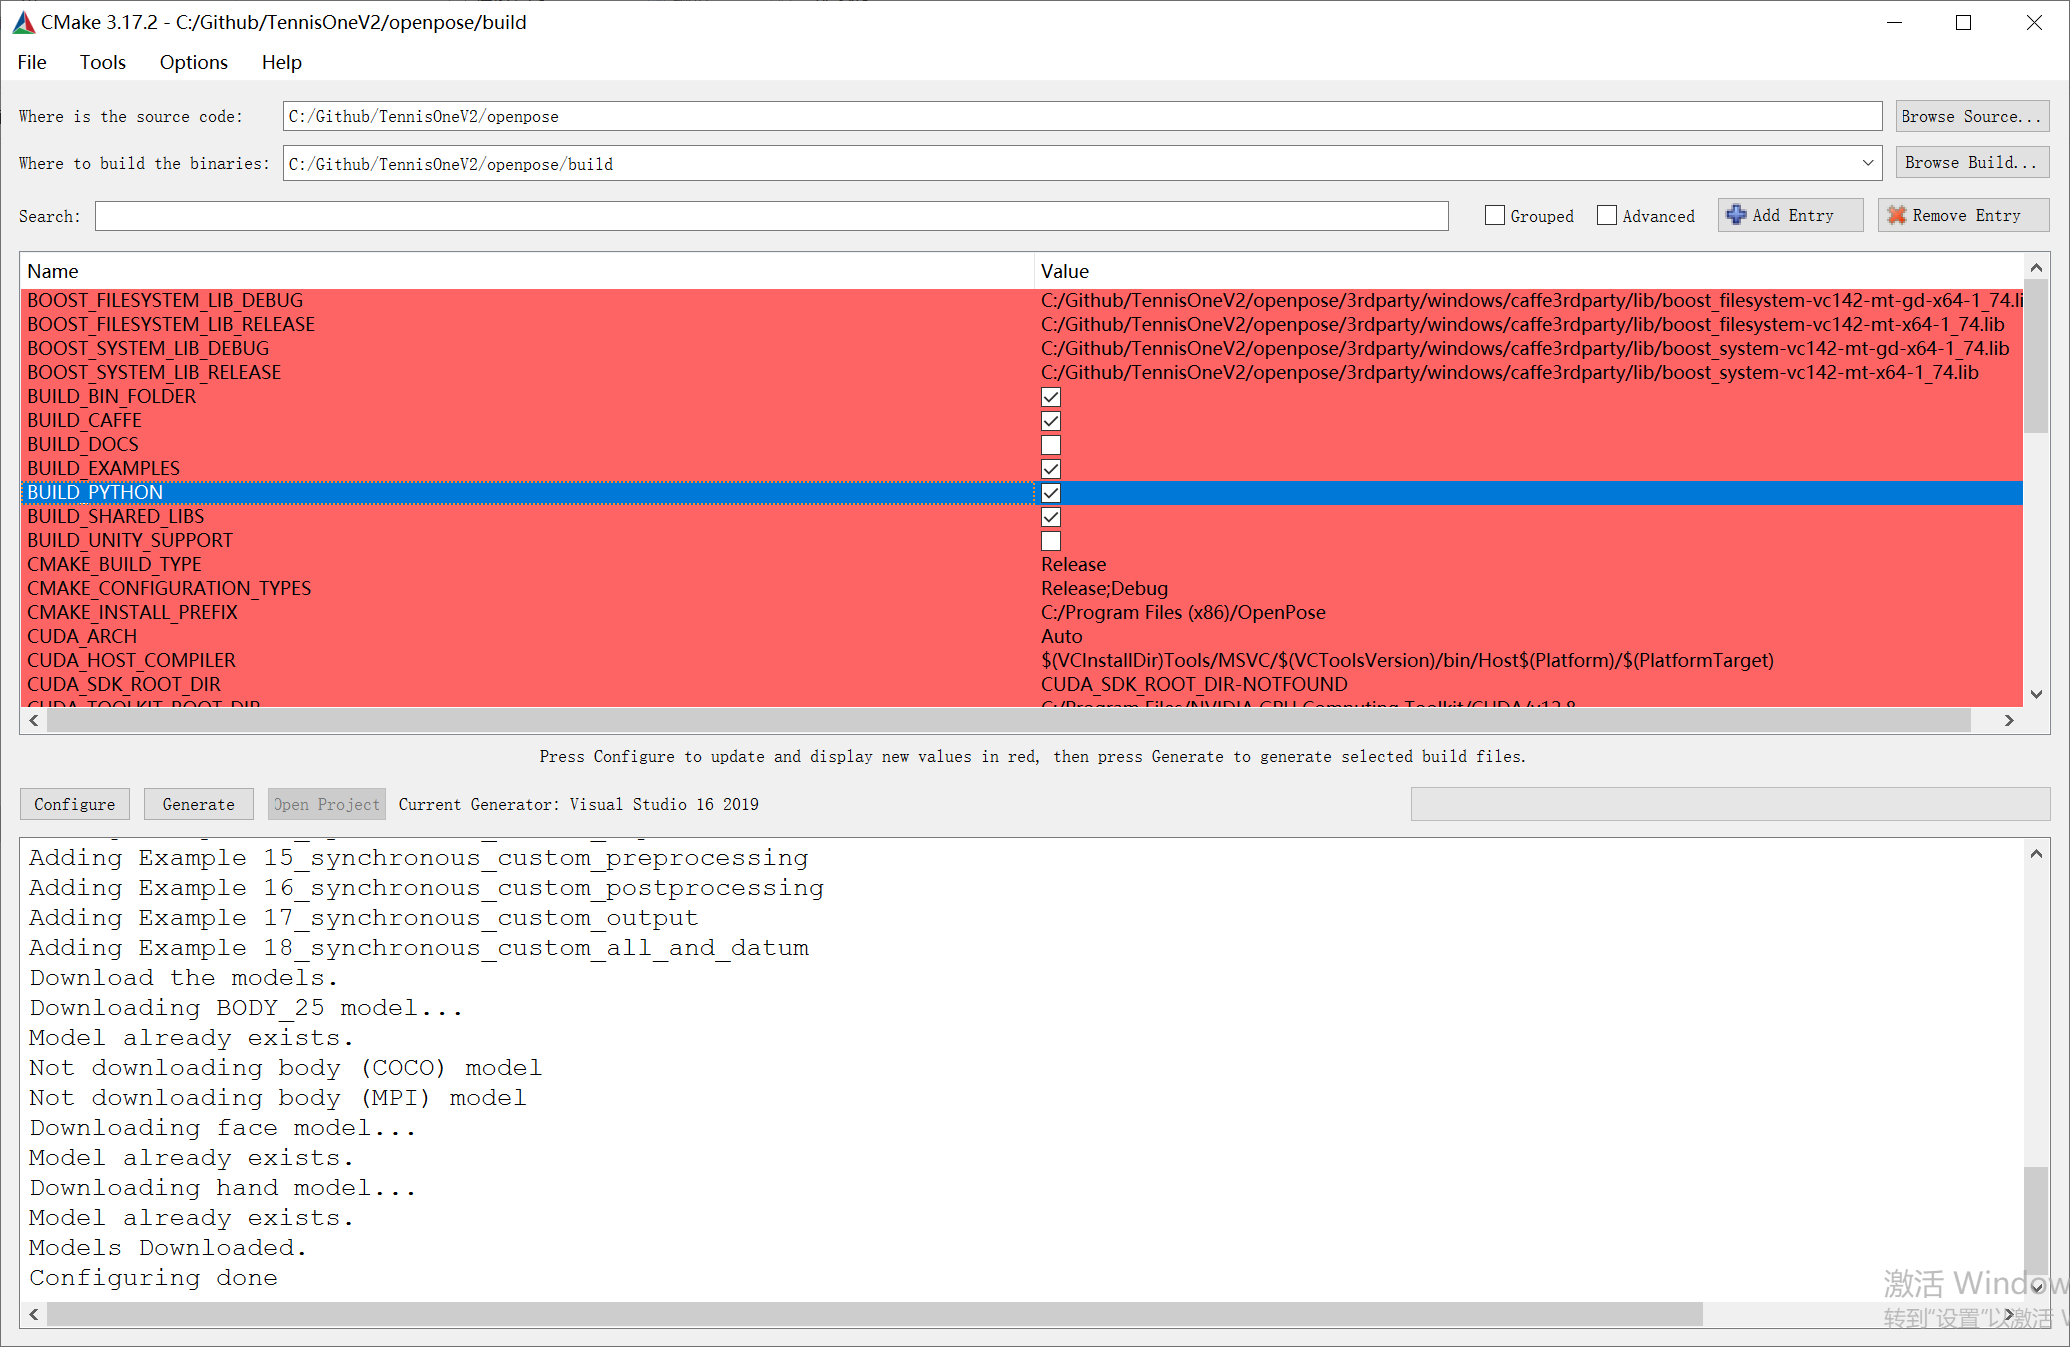 CMake 3.17.2 - C:/Github/TennisOneV2/openpose/build
File Tools Options Help
Where is the source code: C:/Github/TennisOneV2/openpose Browse Source...
Where to build the binaries: C:/Github/TennisOneV2/openpose/build Browse Build...
Search: Grouped Advanced Add Entry Remove Entry
Name Value
BOOST_FILESYSTEM_LIB_DEBUG C:/Github/TennisOneV2/openpose/3rdparty/windows/caffe3rdparty/lib/boost_filesystem-vc142-mt-gd-x64-1_74.li
BOOST_FILESYSTEM_LIB_RELEASE C:/Github/TennisOneV2/openpose/3rdparty/windows/caffe3rdparty/lib/boost_filesystem-vc142-mt-x64-1_74.lib
BOOST_SYSTEM_LIB_DEBUG C:/Github/TennisOneV2/openpose/3rdparty/windows/caffe3rdparty/lib/boost_system-vc142-mt-gd-x64-1_74.lib
BOOST_SYSTEM_LIB_RELEASE C:/Github/TennisOneV2/openpose/3rdparty/windows/caffe3rdparty/lib/boost_system-vc142-mt-x64-1_74.lib
BUILD_BIN_FOLDER
BUILD_CAFFE
BUILD_DOCS
BUILD_EXAMPLES
BUILD_PYTHON
BUILD_SHARED_LIBS
BUILD_UNITY_SUPPORT
CMAKE_BUILD_TYPE Release
CMAKE_CONFIGURATION_TYPES Release;Debug
CMAKE_INSTALL_PREFIX C:/Program Files (x86)/OpenPose
CUDA_ARCH Auto
CUDA_HOST_COMPILER $(VCInstallDir)Tools/MSVC/$(VCToolsVersion)/bin/Host$(Platform)/$(PlatformTarget)
CUDA_SDK_ROOT_DIR CUDA_SDK_ROOT_DIR-NOTFOUND
CUDA_TOOLKIT_ROOT_DIR C:/Program Files/NVIDIA GPU Computing Toolkit/CUDA/v12.8
Press Configure to update and display new values in red, then press Generate to generate selected build files.
Configure Generate Open Project Current Generator: Visual Studio 16 2019
Adding Example 15_synchronous_custom_preprocessing
Adding Example 16_synchronous_custom_postprocessing
Adding Example 17_synchronous_custom_output
Adding Example 18_synchronous_custom_all_and_datum
Download the models.
Downloading BODY_25 model...
Model already exists.
Not downloading body (COCO) model
Not downloading body (MPI) model
Downloading face model...
Model already exists.
Downloading hand model...
Model already exists.
Models Downloaded.
Configuring done
激活 Window
转到"设置"以激活 W